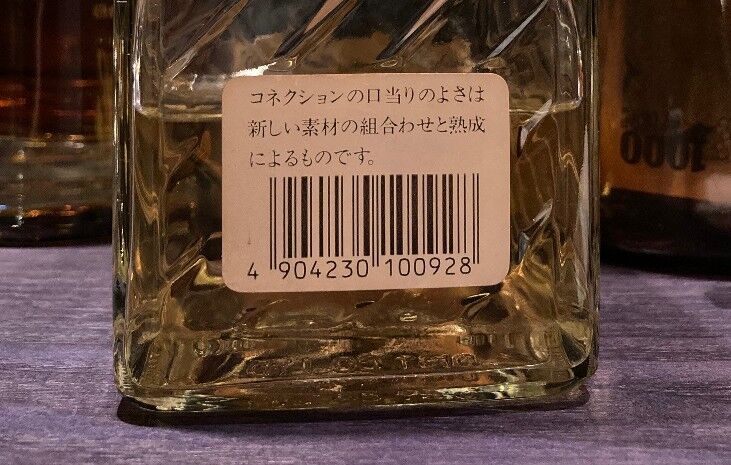 コネクションの口当りのよさは
新しい素材の組合わせと熟成
によるものです。
4 904230 100928
1000